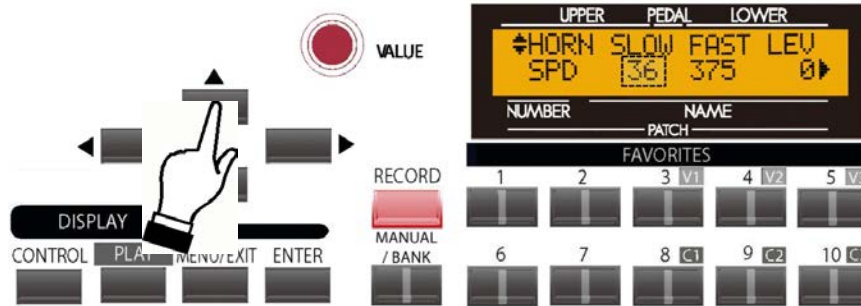 VALUE
DISPLAY
CONTROL PLAY MENU/EXIT ENTER
RECORD
MANUAL
/ BANK
UPPER PEDAL LOWER
HORN SLOW FAST LEV
SPD 36 375 0
NUMBER NAME
PATCH
FAVORITES
1 2 3 V1 4 V2 5 V3
6 7 8 C1 9 C2 10